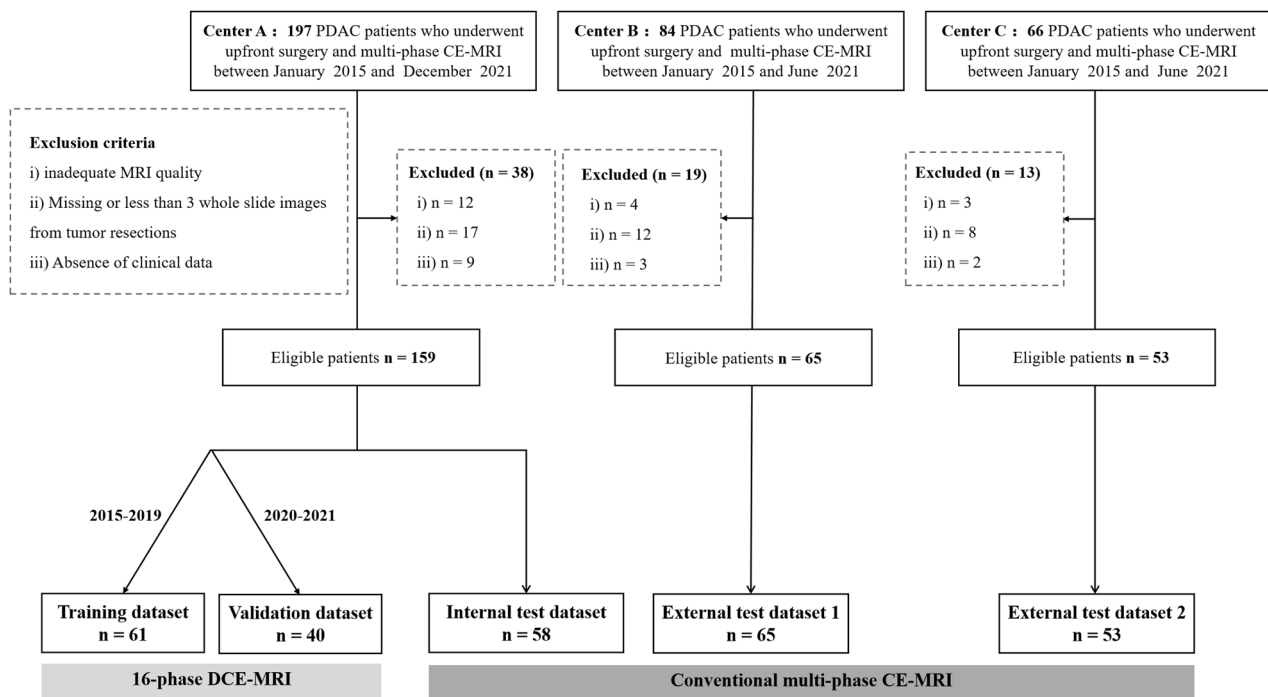 Center A : 197 PDAC patients who underwent
upfront surgery and multi-phase CE-MRI
between January 2015 and December 2021
Center B : 84 PDAC patients who underwent
upfront surgery and multi-phase CE-MRI
between January 2015 and June 2021
Center C : 66 PDAC patients who underwent
upfront surgery and multi-phase CE-MRI
between January 2015 and June 2021
Exclusion criteria
i) inadequate MRI quality
ii) Missing or less than 3 whole slide images
from tumor resections
iii) Absence of clinical data
Excluded (n = 38)
i) n = 12
ii) n = 17
iii) n = 9
Excluded (n = 19)
i) n = 4
ii) n = 12
iii) n = 3
Excluded (n = 13)
i) n = 3
ii) n = 8
iii) n = 2
Eligible patients n = 159
Eligible patients n = 65
Eligible patients n = 53
2015-2019
2020-2021
Training dataset
n = 61
Validation dataset
n = 40
Internal test dataset
n = 58
External test dataset 1
n = 65
External test dataset 2
n = 53
16-phase DCE-MRI
Conventional multi-phase CE-MRI